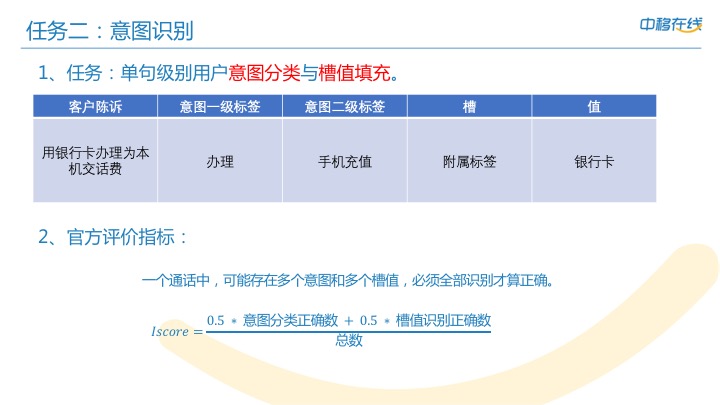 任务二：意图识别
中移在线
1、任务：单句级别用户意图分类与槽值填充。
客户陈诉 意图一级标签 意图二级标签 槽 值
用银行卡办理为本机交话费 办理 手机充值 附属标签 银行卡
2、官方评价指标：
一个通话中，可能存在多个意图和多个槽值，必须全部识别才算正确。
Iscore = 0.5 * 意图分类正确数 + 0.5 * 槽值识别正确数
总数